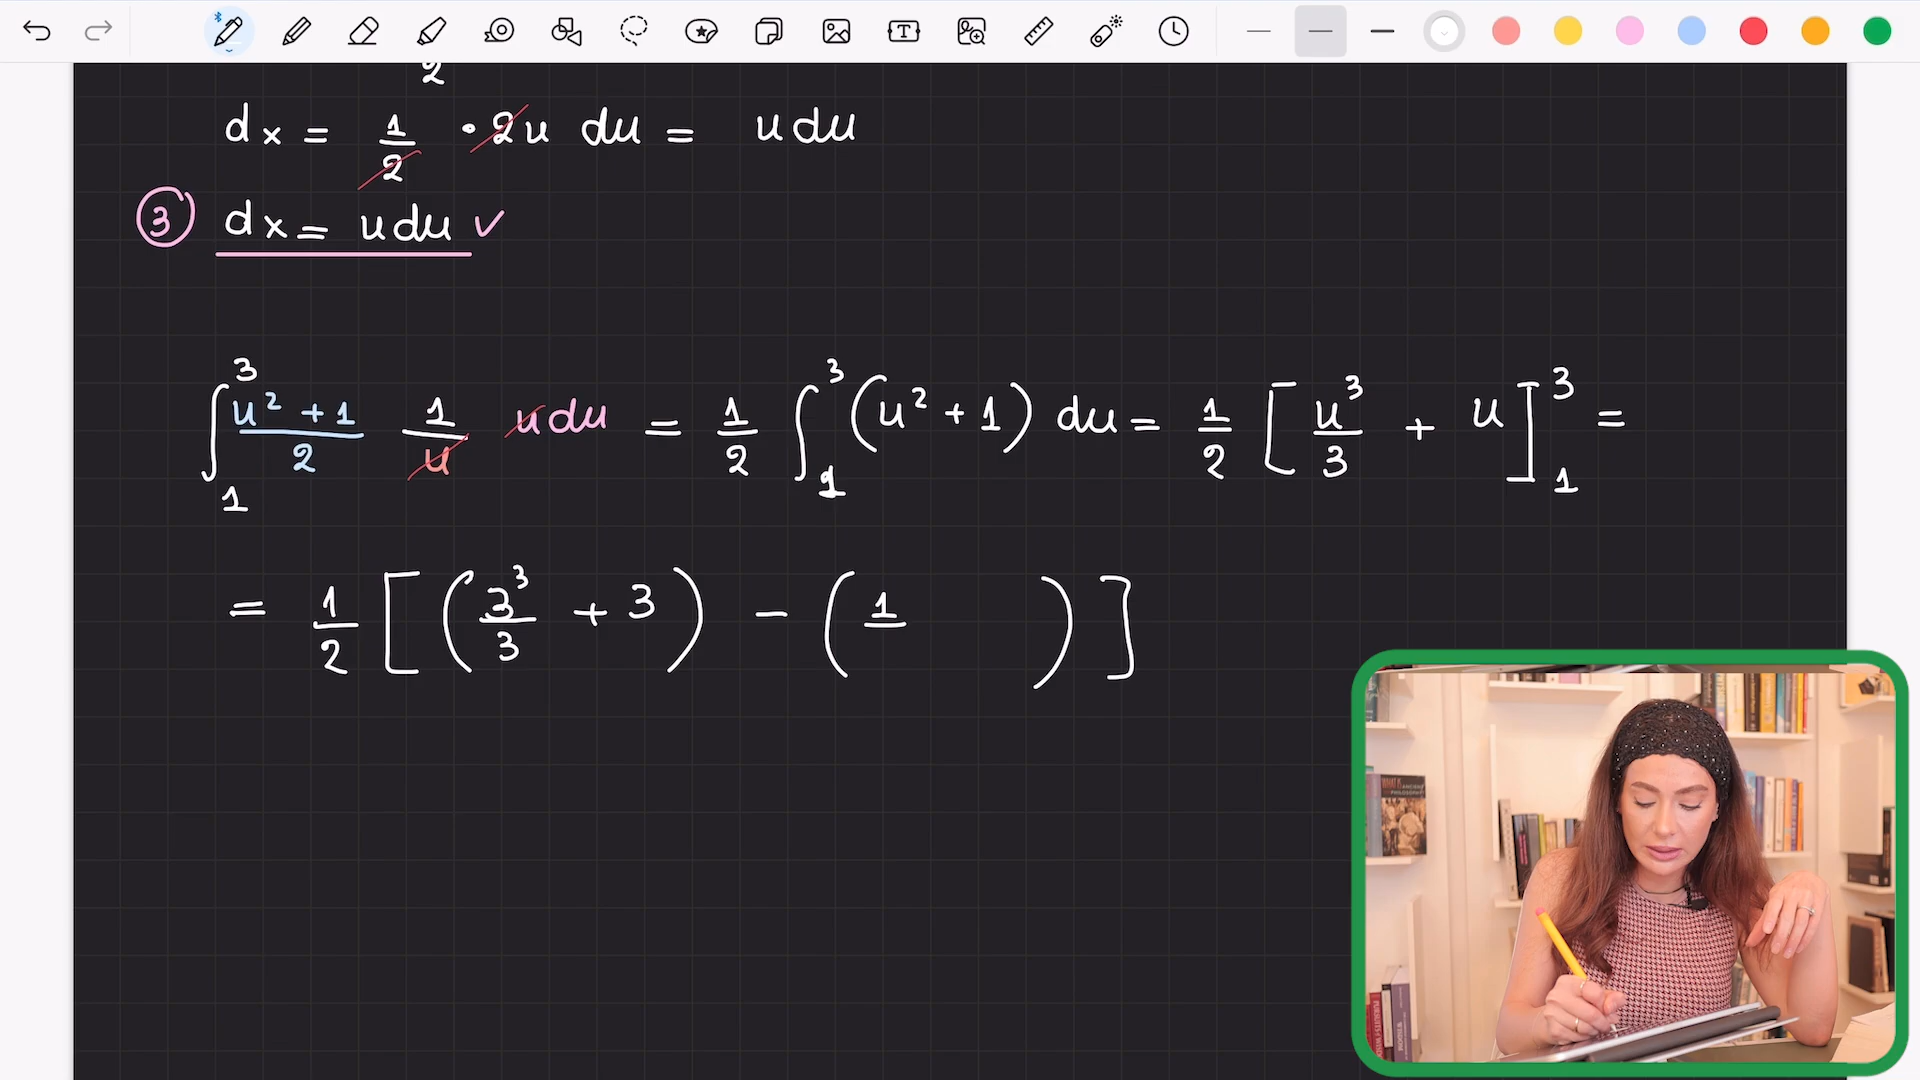 2
dx = 1/2 · 2u du = u du
③ dx = u du ✓
∫₁³ (u² + 1)/2 1/u u du = 1/2 ∫₁³ (u² + 1) du = 1/2 [u³/3 + u]₁³ =
= 1/2 [(3³/3 + 3) − (1/ )]